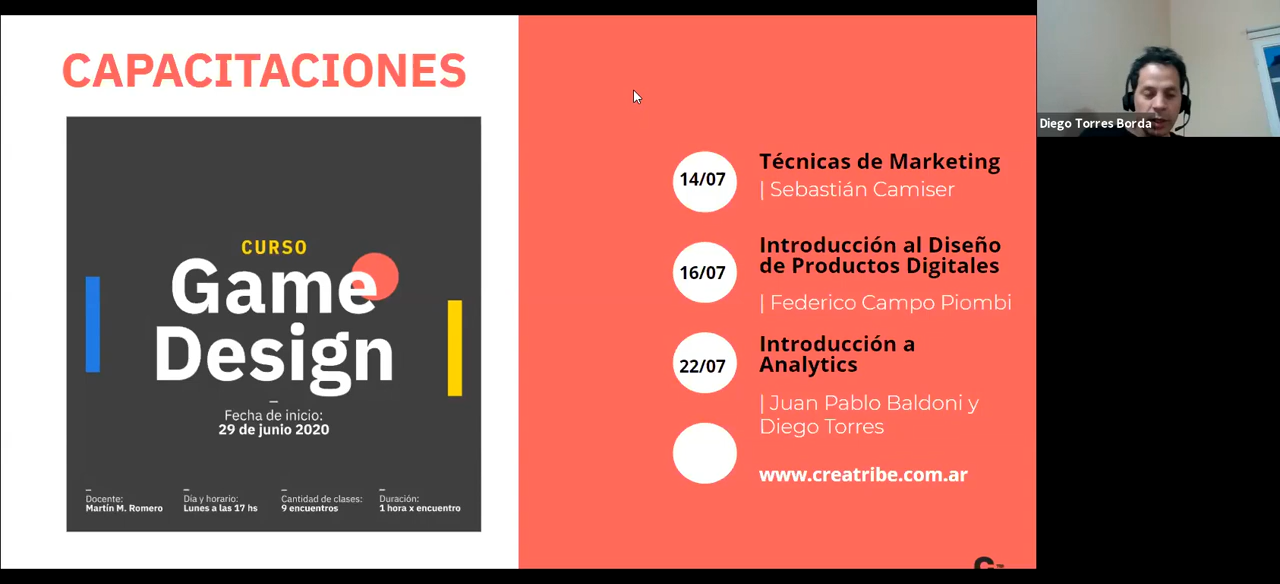 CAPACITACIONES
CURSO
Game
Design
Fecha de inicio:
29 de junio 2020
Docente:
Martín M. Romero
Día y horario:
Lunes a las 17 hs
Cantidad de clases:
9 encuentros
Duración:
1 hora x encuentro
14/07
Técnicas de Marketing
| Sebastián Camiser
16/07
Introducción al Diseño
de Productos Digitales
| Federico Campo Piombi
22/07
Introducción a
Analytics
| Juan Pablo Baldoni y
Diego Torres
www.creatribe.com.ar
Diego Torres Borda